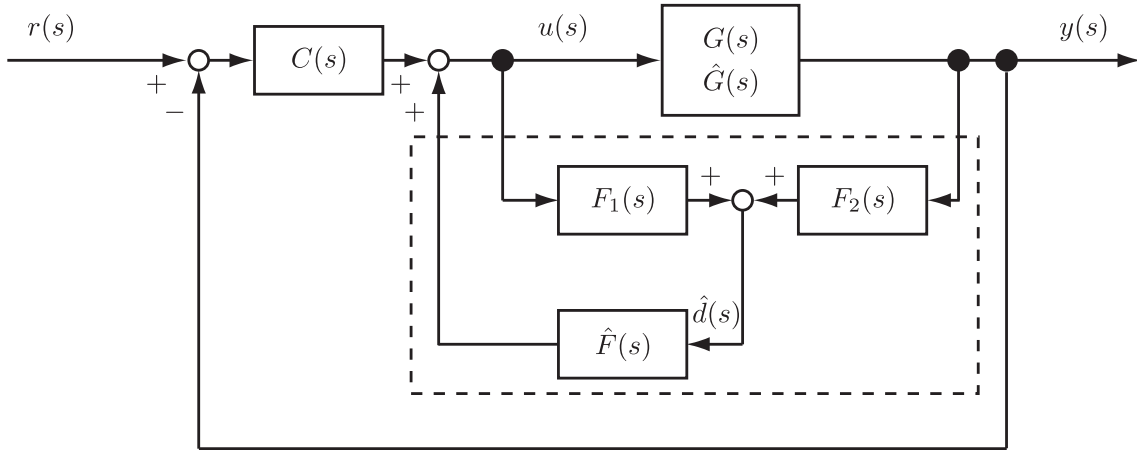 r(s)
+
−
C(s)
+
+
u(s)
G(s)
Ĝ(s)
y(s)
F₁(s)
+
+
F₂(s)
d̂(s)
F̂(s)